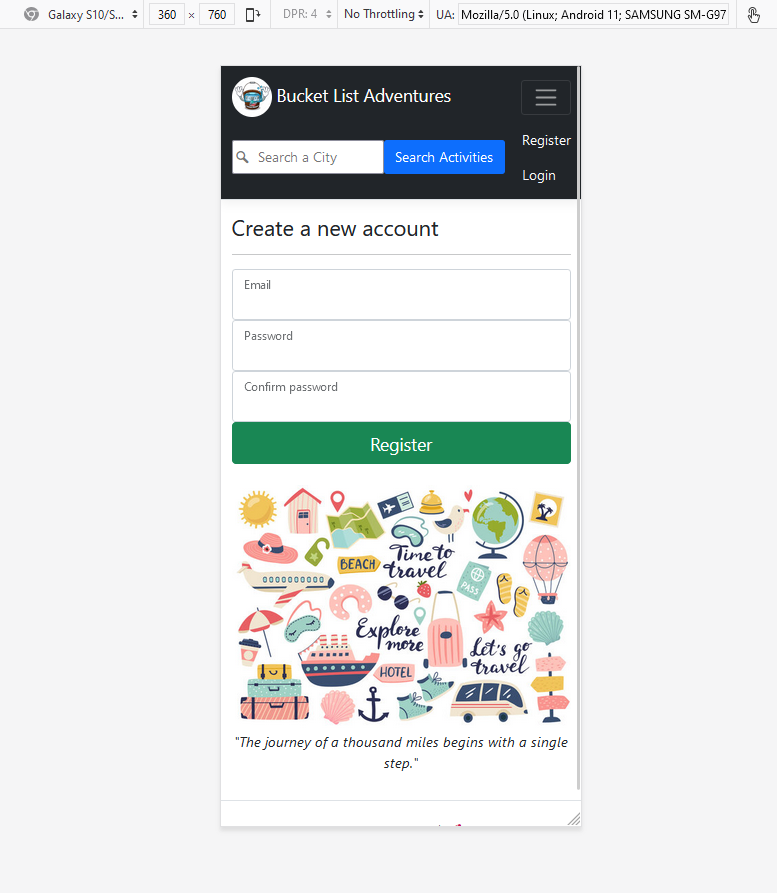 Galaxy S10/S... 360 × 760 DPR: 4 No Throttling UA: Mozilla/5.0 (Linux; Android 11; SAMSUNG SM-G97
Bucket List Adventures
Search a City Search Activities
Register
Login
Create a new account
Email
Password
Confirm password
Register
BEACH
Time to
travel
PASS
Explore
more
Let's go
travel
HOTEL
"The journey of a thousand miles begins with a single
step."